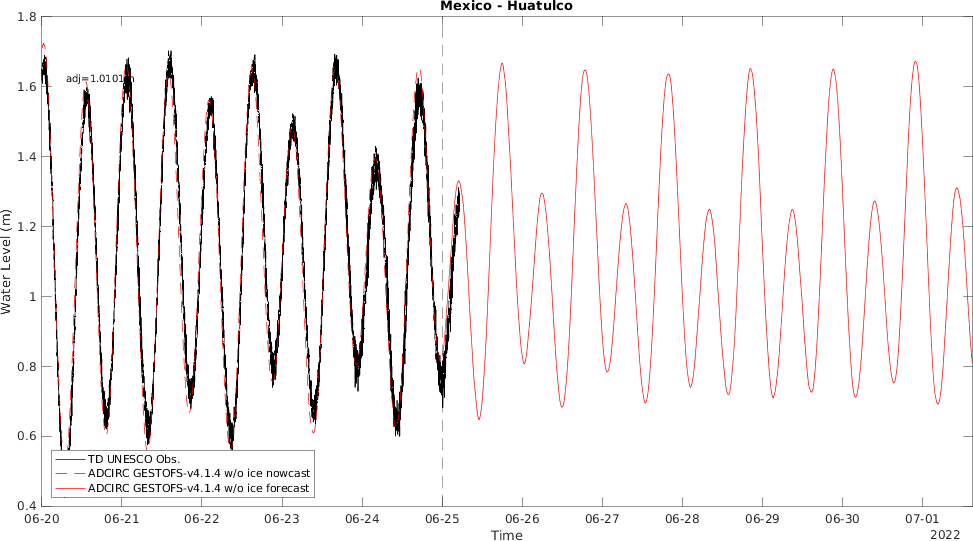 Mexico - Huatulco
1.8
1.6
1.4
1.2
1
0.8
0.6
0.4
Water Level (m)
adj=1.0101
TD UNESCO Obs.
ADCIRC GESTOFS-v4.1.4 w/o ice nowcast
ADCIRC GESTOFS-v4.1.4 w/o ice forecast
06-20 06-21 06-22 06-23 06-24 06-25 06-26 06-27 06-28 06-29 06-30 07-01
2022
Time